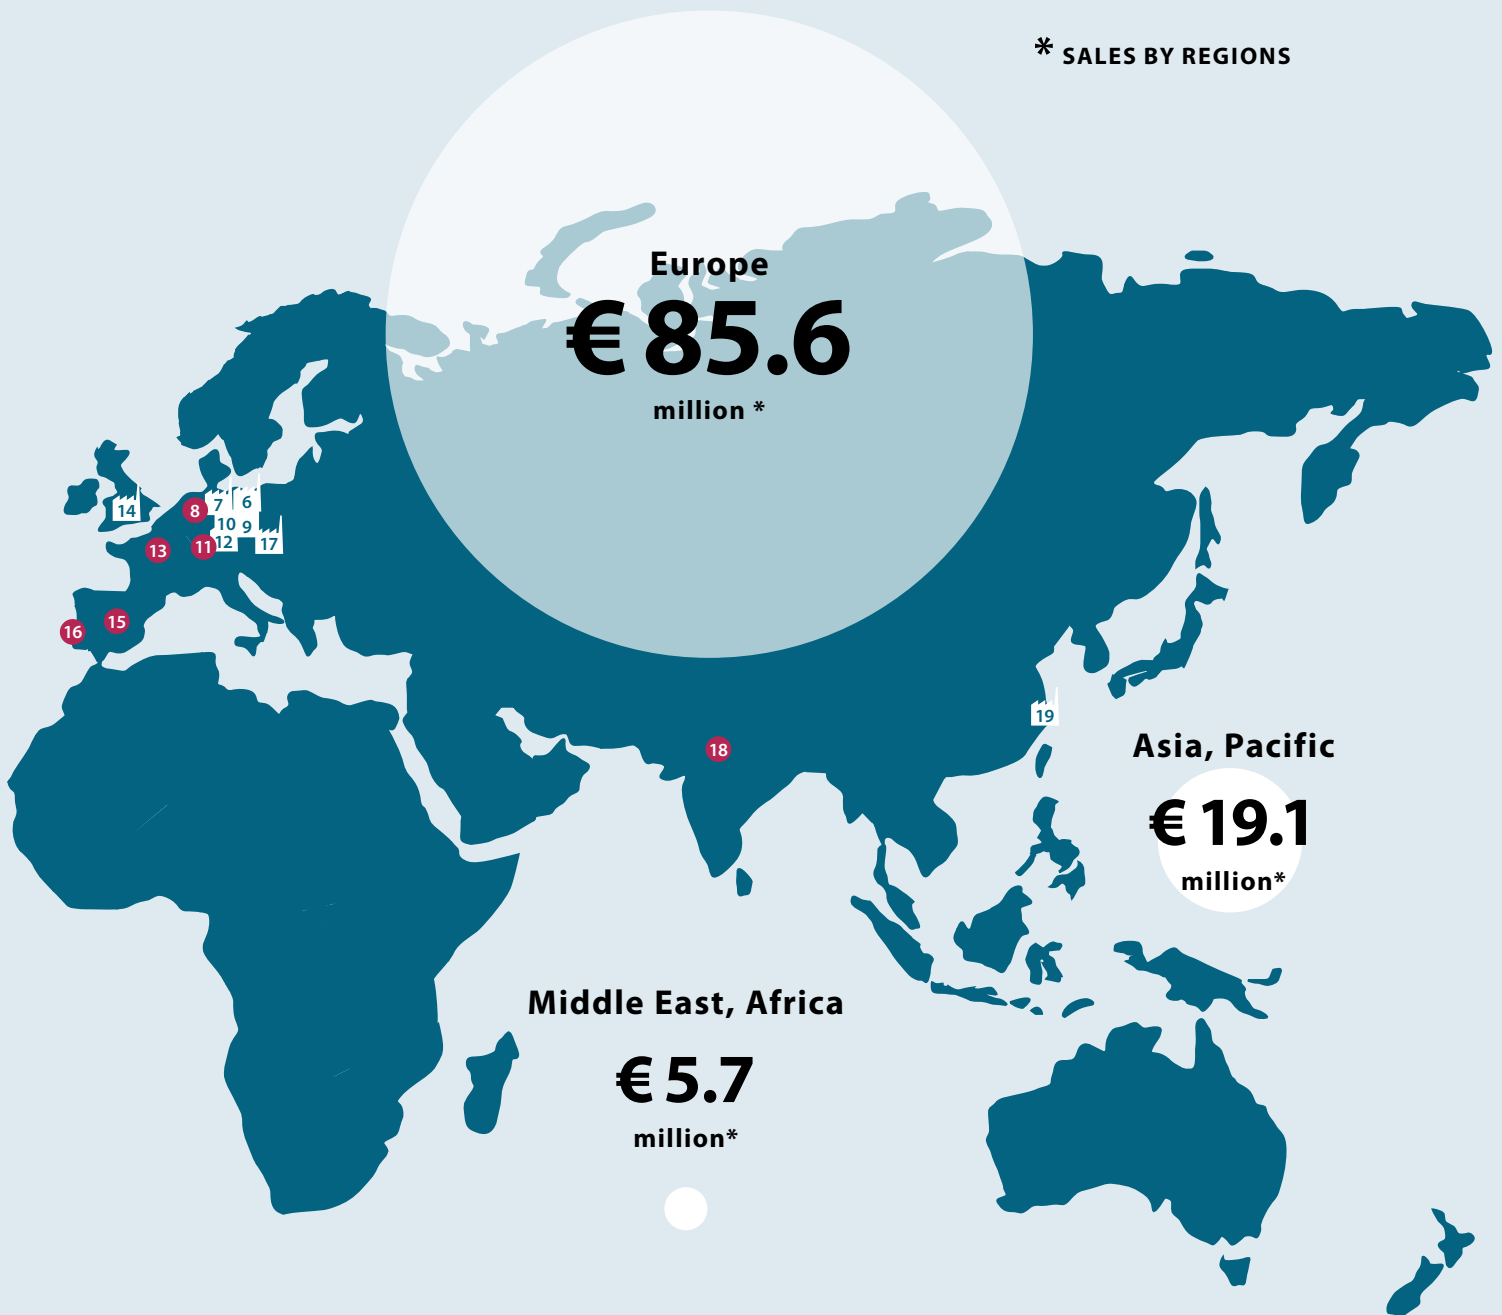 * SALES BY REGIONS
Europe
€ 85.6
million *
14
8
7
6
10
9
13
11
12
17
16
15
19
18
Asia, Pacific
€ 19.1
million*
Middle East, Africa
€ 5.7
million*